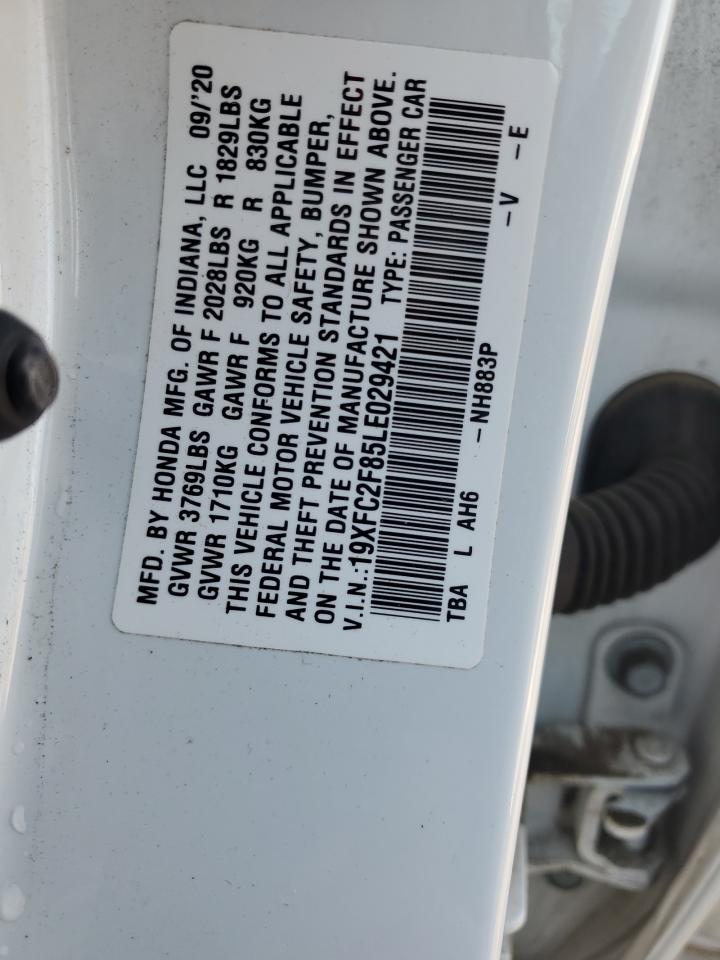 MFD. BY HONDA MFG. OF INDIANA, LLC 09/'20
GVWR 3769LBS GAWR F 2028LBS R 1829LBS
GVWR 1710KG GAWR F 920KG R 830KG
THIS VEHICLE CONFORMS TO ALL APPLICABLE
FEDERAL MOTOR VEHICLE SAFETY, BUMPER,
AND THEFT PREVENTION STANDARDS IN EFFECT
ON THE DATE OF MANUFACTURE SHOWN ABOVE.
V.I.N.:19XFC2F85LE029421 TYPE: PASSENGER CAR
TBA L AH6 -NH883P -V -E